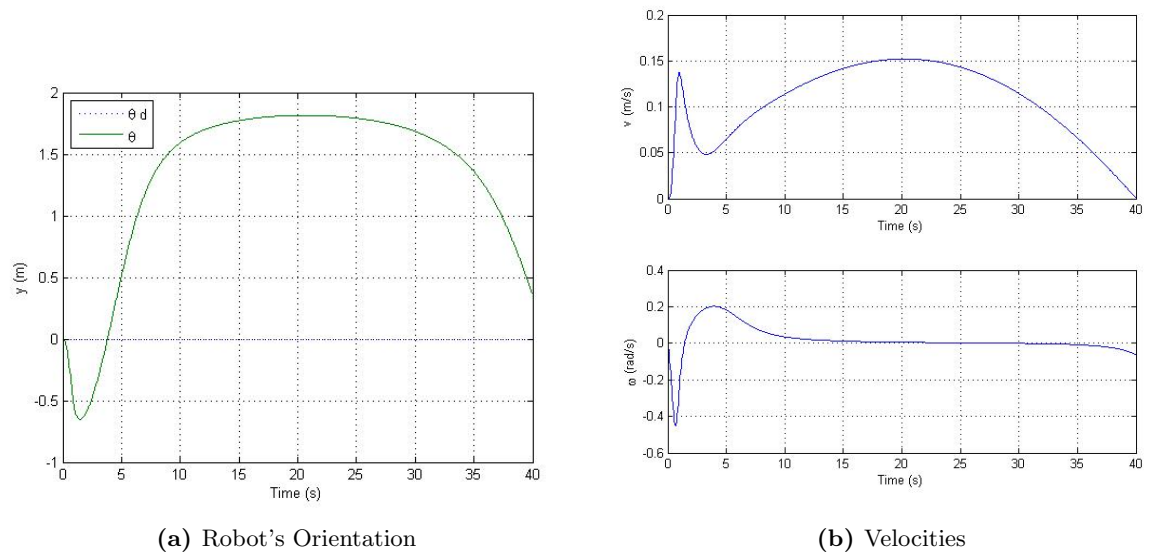 2
1.5
1
0.5
0
-0.5
-1
y (m)
θ d
θ
0 5 10 15 20 25 30 35 40
Time (s)
(a) Robot's Orientation
0.2
0.15
0.1
0.05
0
v (m/s)
0 5 10 15 20 25 30 35 40
Time (s)
0.4
0.2
0
-0.2
-0.4
-0.6
ω (rad/s)
0 5 10 15 20 25 30 35 40
Time (s)
(b) Velocities